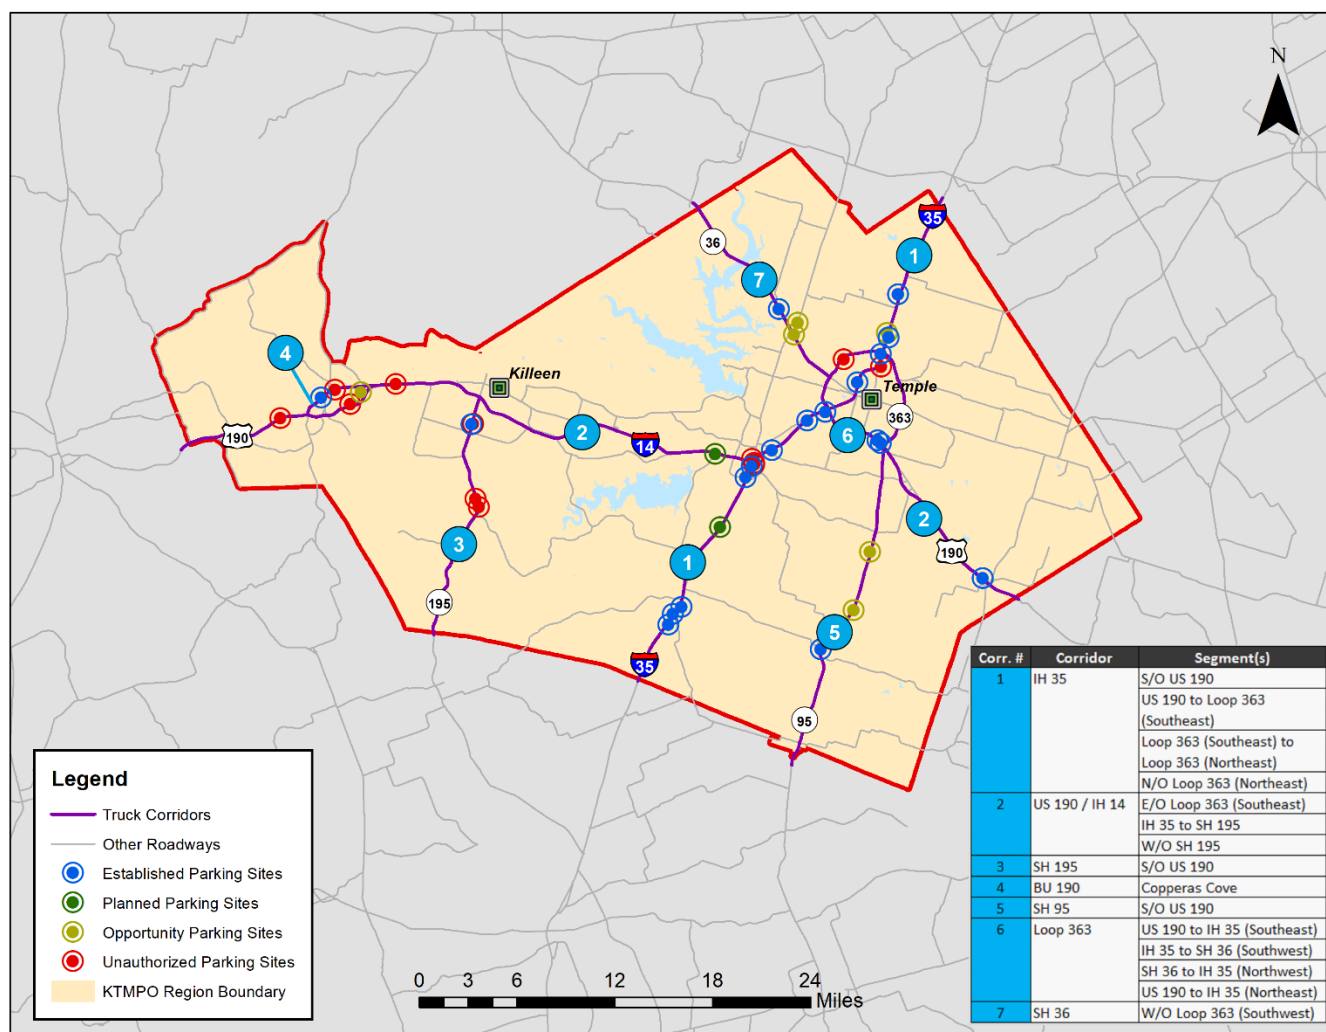 N
35
36
1
7
4
Killeen
Temple
363
190
2
14
6
2
190
3
1
195
5
35
95
Corr. # Corridor Segment(s)
1 IH 35 S/O US 190
US 190 to Loop 363
(Southeast)
Loop 363 (Southeast) to
Loop 363 (Northeast)
N/O Loop 363 (Northeast)
2 US 190 / IH 14 E/O Loop 363 (Southeast)
IH 35 to SH 195
W/O SH 195
3 SH 195 S/O US 190
4 BU 190 Copperas Cove
5 SH 95 S/O US 190
6 Loop 363 US 190 to IH 35 (Southeast)
IH 35 to SH 36 (Southwest)
SH 36 to IH 35 (Northwest)
US 190 to IH 35 (Northeast)
7 SH 36 W/O Loop 363 (Southwest)
Legend
Truck Corridors
Other Roadways
Established Parking Sites
Planned Parking Sites
Opportunity Parking Sites
Unauthorized Parking Sites
KTMPO Region Boundary
0 3 6 12 18 24
Miles